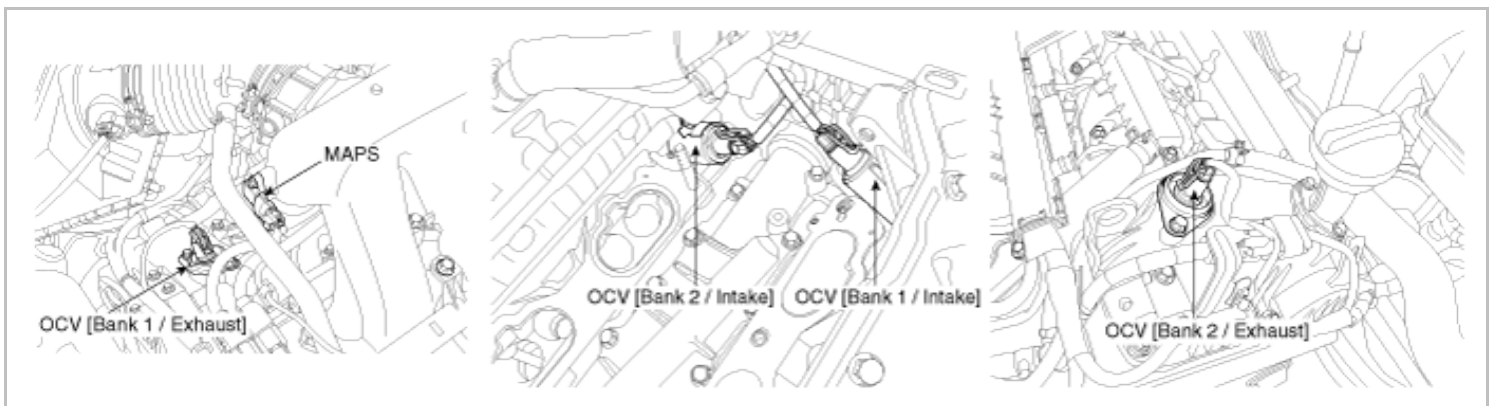 MAPS
OCV [Bank 1 / Exhaust]
OCV [Bank 2 / Intake]
OCV [Bank 1 / Intake]
OCV [Bank 2 / Exhaust]